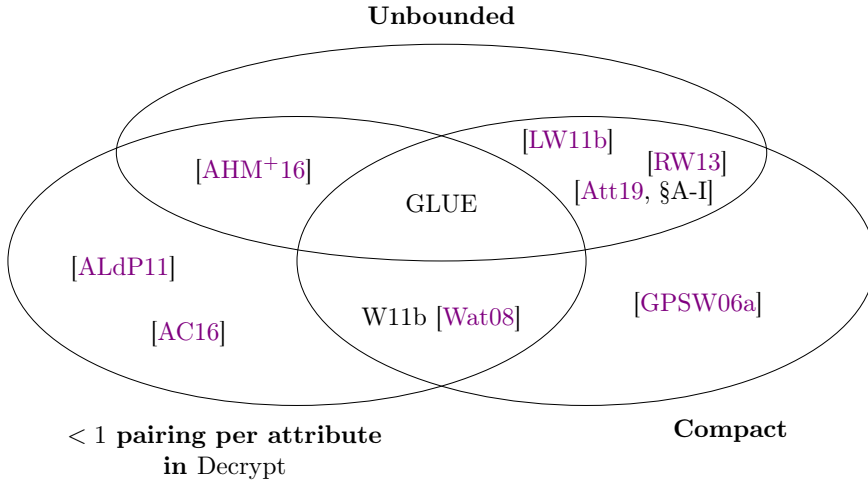 Unbounded
[LW11b]
[AHM+16]
[RW13]
[Att19, §A-I]
GLUE
[ALdP11]
[GPSW06a]
W11b [Wat08]
[AC16]
< 1 pairing per attribute
in Decrypt
Compact